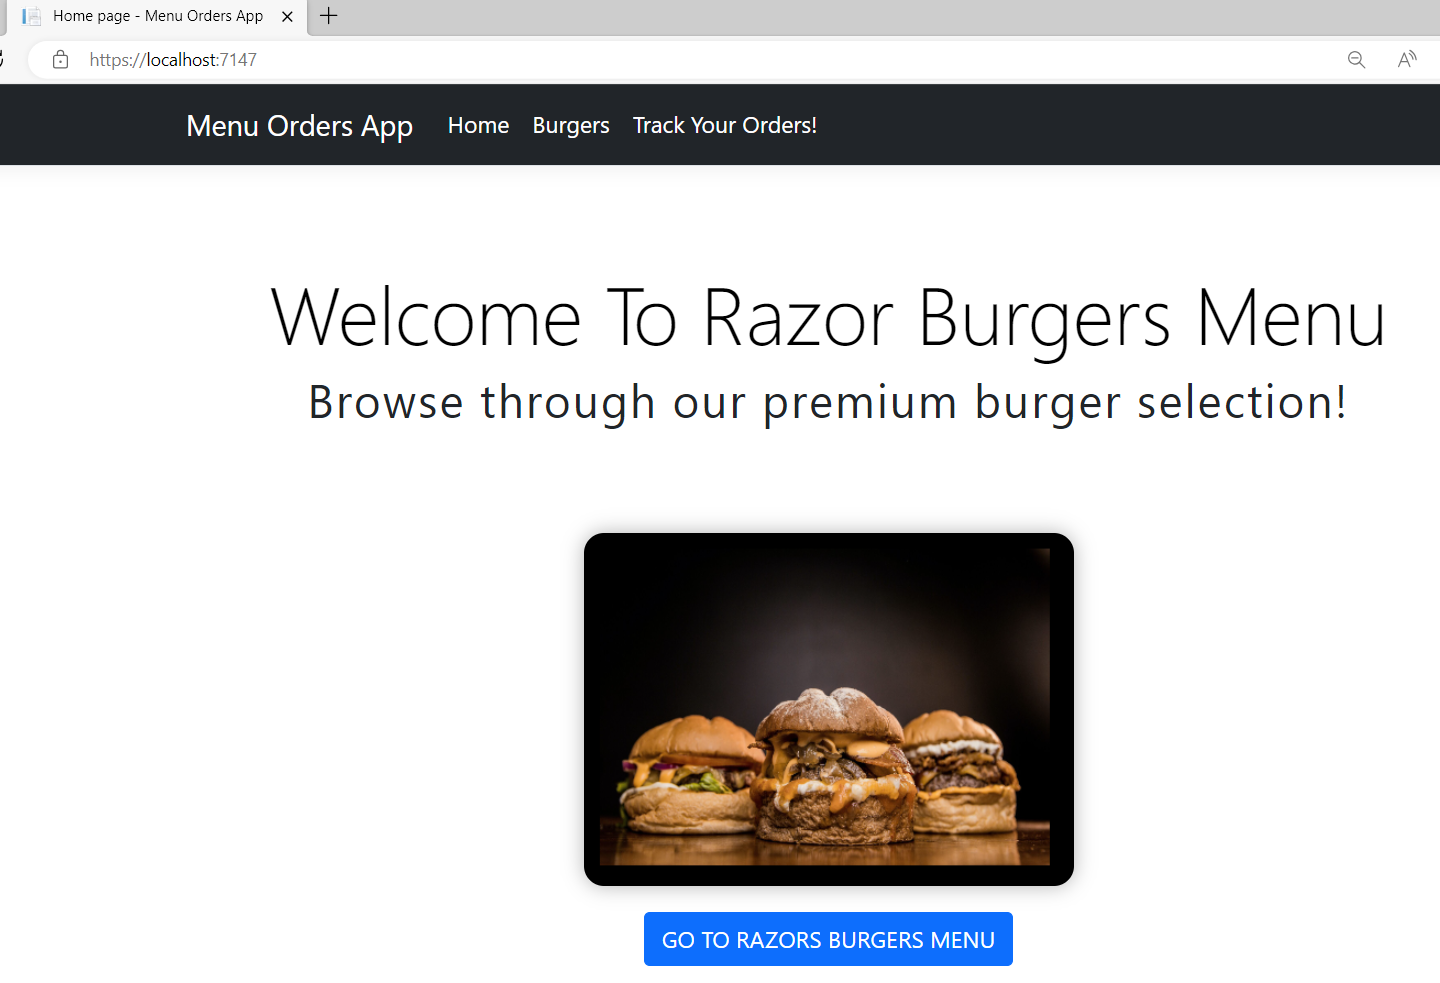 Home page - Menu Orders App
https://localhost:7147
Menu Orders App Home Burgers Track Your Orders!
Welcome To Razor Burgers Menu
Browse through our premium burger selection!
GO TO RAZORS BURGERS MENU